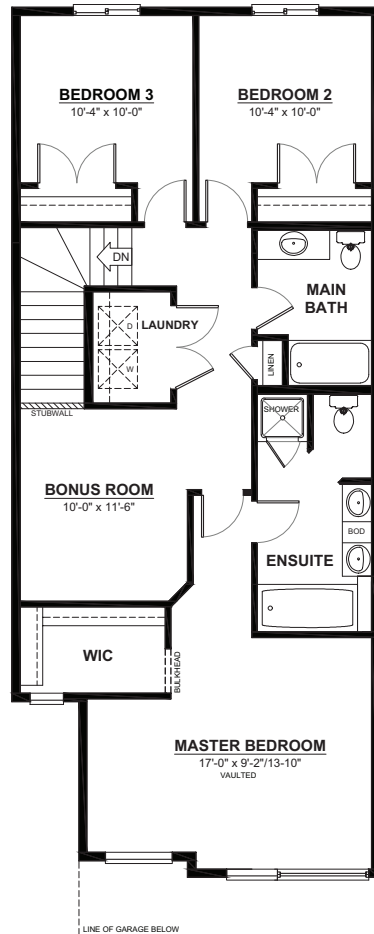 BEDROOM 3
10'-4" x 10'-0"
BEDROOM 2
10'-4" x 10'-0"
DN
MAIN
BATH
D
LAUNDRY
W
LINEN
SHOWER
STUBWALL
BONUS ROOM
10'-0" x 11'-6"
BOD
ENSUITE
WIC
BULKHEAD
MASTER BEDROOM
17'-0" x 9'-2"/13-10"
VAULTED
LINE OF GARAGE BELOW